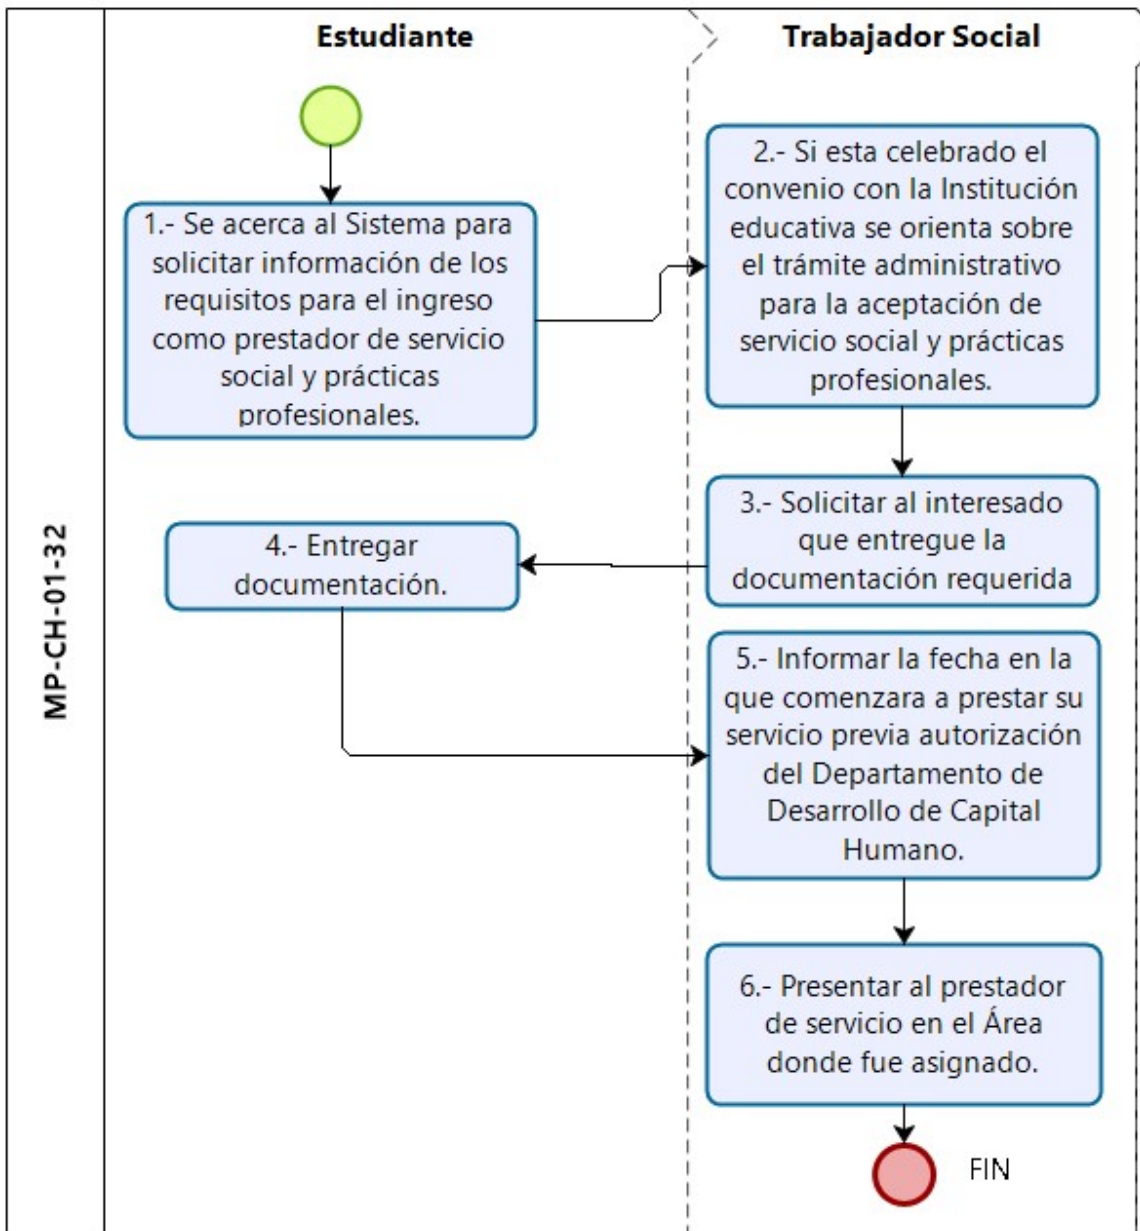 Estudiante
Trabajador Social
MP-CH-01-32
1.- Se acerca al Sistema para
solicitar información de los
requisitos para el ingreso
como prestador de servicio
social y prácticas
profesionales.
2.- Si esta celebrado el
convenio con la Institución
educativa se orienta sobre
el trámite administrativo
para la aceptación de
servicio social y prácticas
profesionales.
3.- Solicitar al interesado
que entregue la
documentación requerida
4.- Entregar
documentación.
5.- Informar la fecha en la
que comenzara a prestar su
servicio previa autorización
del Departamento de
Desarrollo de Capital
Humano.
6.- Presentar al prestador
de servicio en el Área
donde fue asignado.
FIN